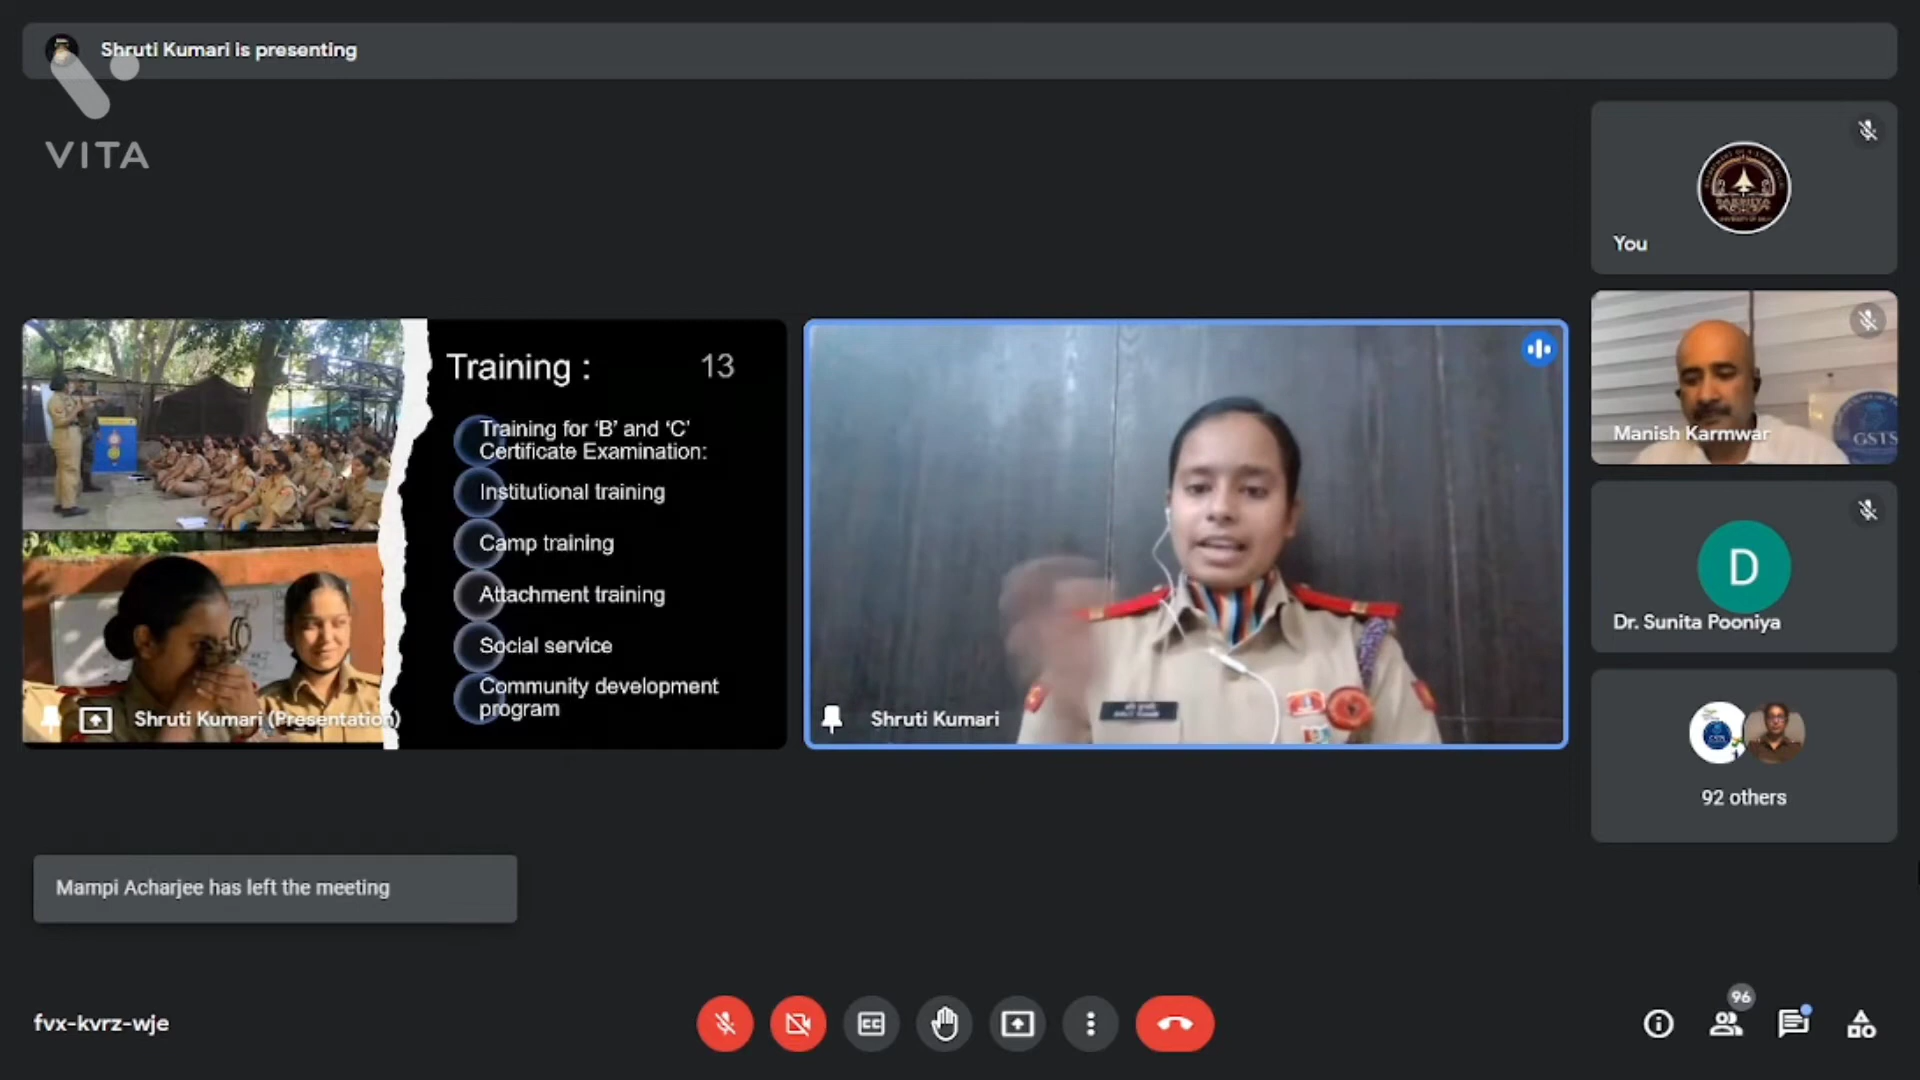 Shruti Kumari is presenting
VITA
You
Manish Karmwar
GSTS
Dr. Sunita Pooniya
92 others
Training :
13
Training for ‘B’ and ‘C’
Certificate Examination:
Institutional training
Camp training
Attachment training
Social service
Community development
program
Shruti Kumari (Presentation)
Shruti Kumari
Mampi Acharjee has left the meeting
fvx-kvrz-wje
CC
96
D